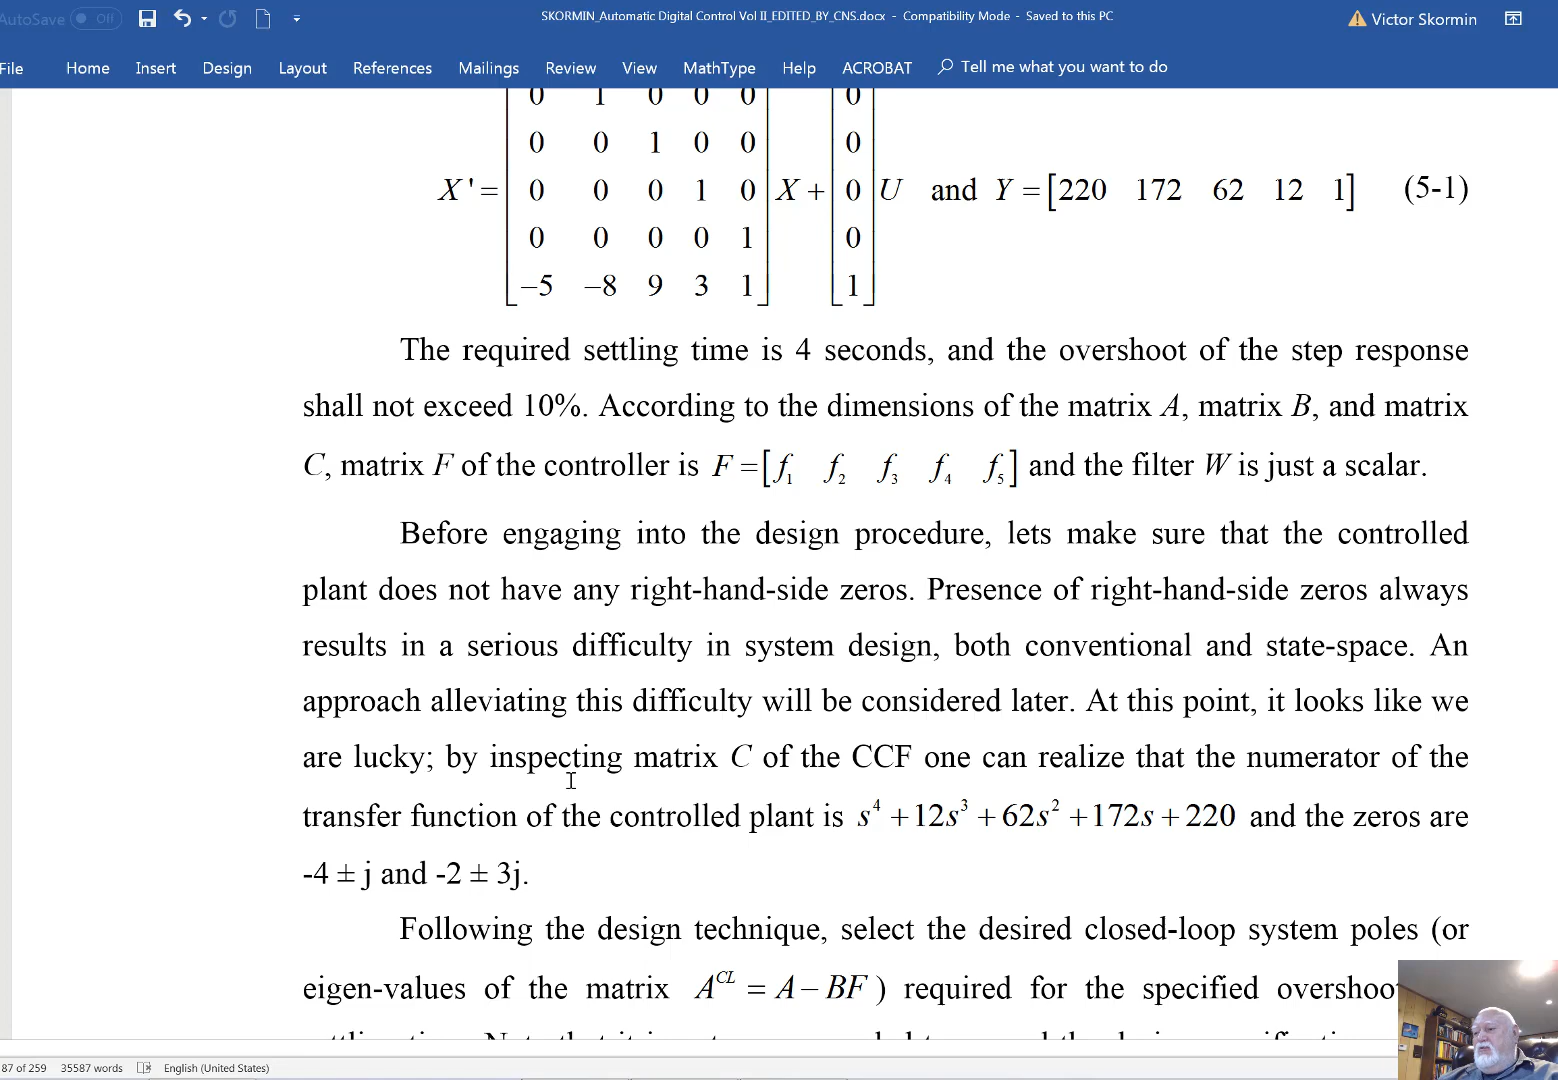 AutoSave Off SKORMIN_Automatic Digital Control Vol II_EDITED_BY_CNS.docx - Compatibility Mode - Saved to this PC Victor Skormin
File Home Insert Design Layout References Mailings Review View MathType Help ACROBAT Tell me what you want to do
0 1 0 0 0 0
0 0 1 0 0 0
X'= 0 0 0 1 0 X + 0 U and Y = [220 172 62 12 1] (5-1)
0 0 0 0 1 0
−5 −8 9 3 1 1
The required settling time is 4 seconds, and the overshoot of the step response
shall not exceed 10%. According to the dimensions of the matrix A, matrix B, and matrix
C, matrix F of the controller is F = [f₁ f₂ f₃ f₄ f₅] and the filter W is just a scalar.
Before engaging into the design procedure, lets make sure that the controlled
plant does not have any right-hand-side zeros. Presence of right-hand-side zeros always
results in a serious difficulty in system design, both conventional and state-space. An
approach alleviating this difficulty will be considered later. At this point, it looks like we
are lucky; by inspecting matrix C of the CCF one can realize that the numerator of the
transfer function of the controlled plant is s⁴ +12s³ + 62s² +172s + 220 and the zeros are
-4 ± j and -2 ± 3j.
Following the design technique, select the desired closed-loop system poles (or
eigen-values of the matrix A^CL = A − BF ) required for the specified overshoo
87 of 259 35587 words English (United States)